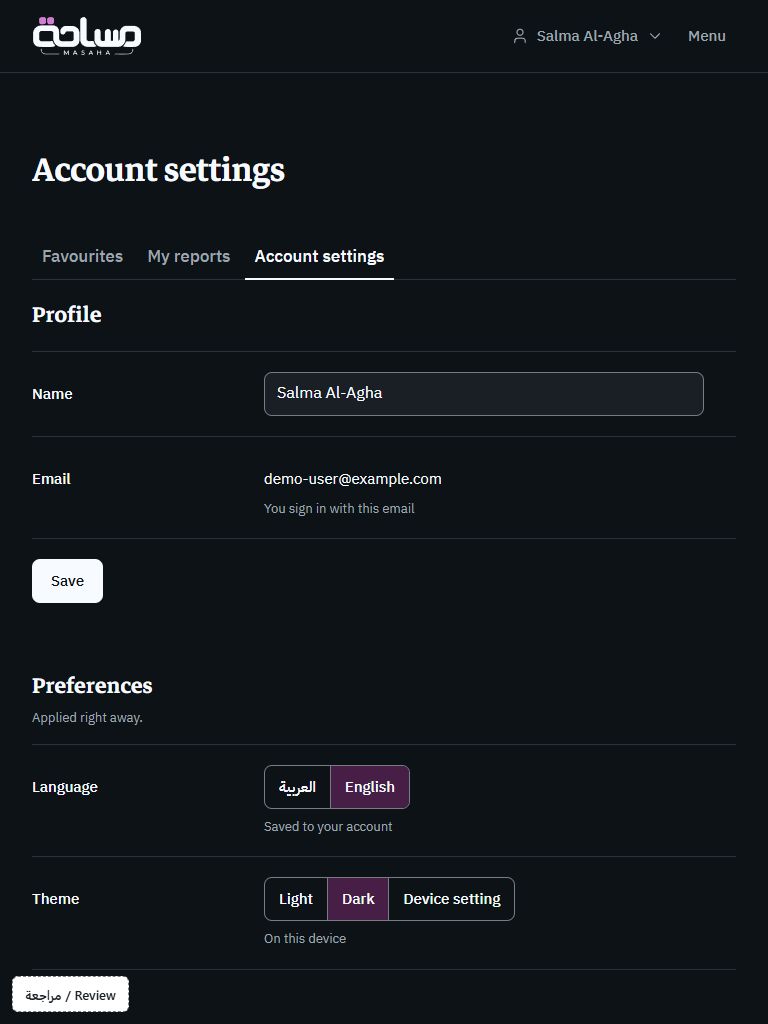 مساحة
MASAHA
Salma Al-Agha
Menu
Account settings
Favourites
My reports
Account settings
Profile
Name
Salma Al-Agha
Email
demo-user@example.com
You sign in with this email
Save
Preferences
Applied right away.
Language
العربية
English
Saved to your account
Theme
Light
Dark
Device setting
On this device
مراجعة / Review